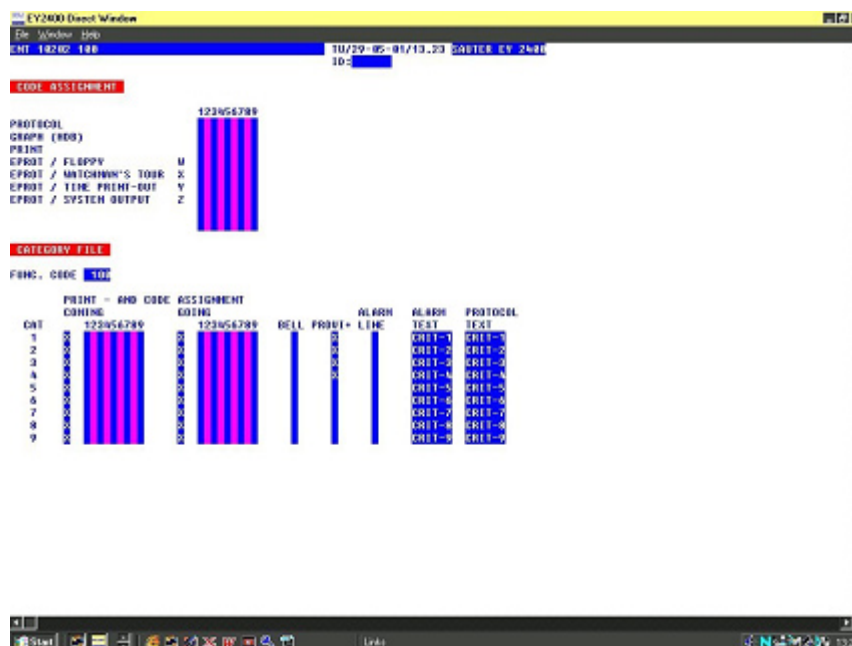 EY2400 Direct Window
File Window Help
ENT 10202 100 TU/29-05-01/13.23 SAUTER EY 2400
ID:
CODE ASSIGNMENT
123456789
PROTOCOL
GRAPH (HDB)
PRINT
EPROT / FLOPPY W
EPROT / WATCHMAN'S TOUR X
EPROT / TIME PRINT-OUT Y
EPROT / SYSTEM OUTPUT Z
CATEGORY FILE
FUNC. CODE
PRINT - AND CODE ASSIGNMENT
COMING GOING ALARM ALARM PROTOCOL
CAT 123456789 123456789 BELL PROVI+ LINE TEXT TEXT
1 X X X CRIT-1 CRIT-1
2 X X X CRIT-2 CRIT-2
3 X X X CRIT-3 CRIT-3
4 X X X CRIT-4 CRIT-4
5 X X CRIT-5 CRIT-5
6 X X CRIT-6 CRIT-6
7 X X CRIT-7 CRIT-7
8 X X CRIT-8 CRIT-8
9 X X CRIT-9 CRIT-9
Start Links